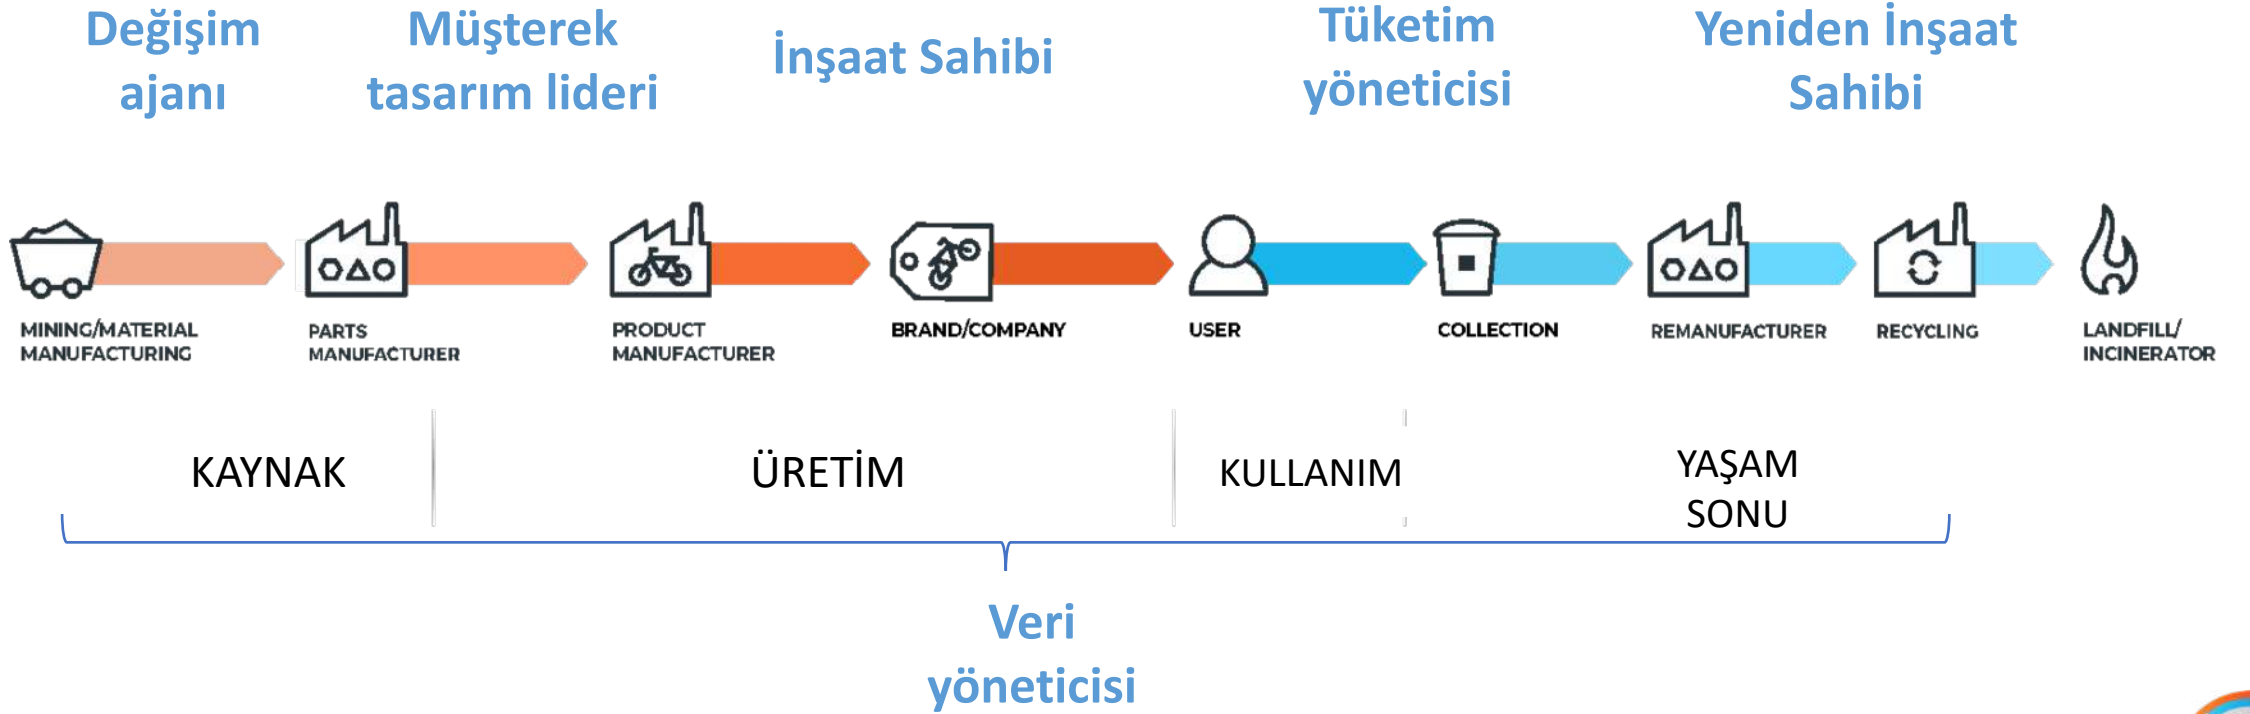 Değişim
ajanı
Müşterek
tasarım lideri
İnşaat Sahibi
Tüketim
yöneticisi
Yeniden İnşaat
Sahibi
MINING/MATERIAL
MANUFACTURING
PARTS
MANUFACTURER
PRODUCT
MANUFACTURER
BRAND/COMPANY
USER
COLLECTION
REMANUFACTURER
RECYCLING
LANDFILL/
INCINERATOR
KAYNAK
ÜRETİM
KULLANIM
YAŞAM
SONU
Veri
yöneticisi